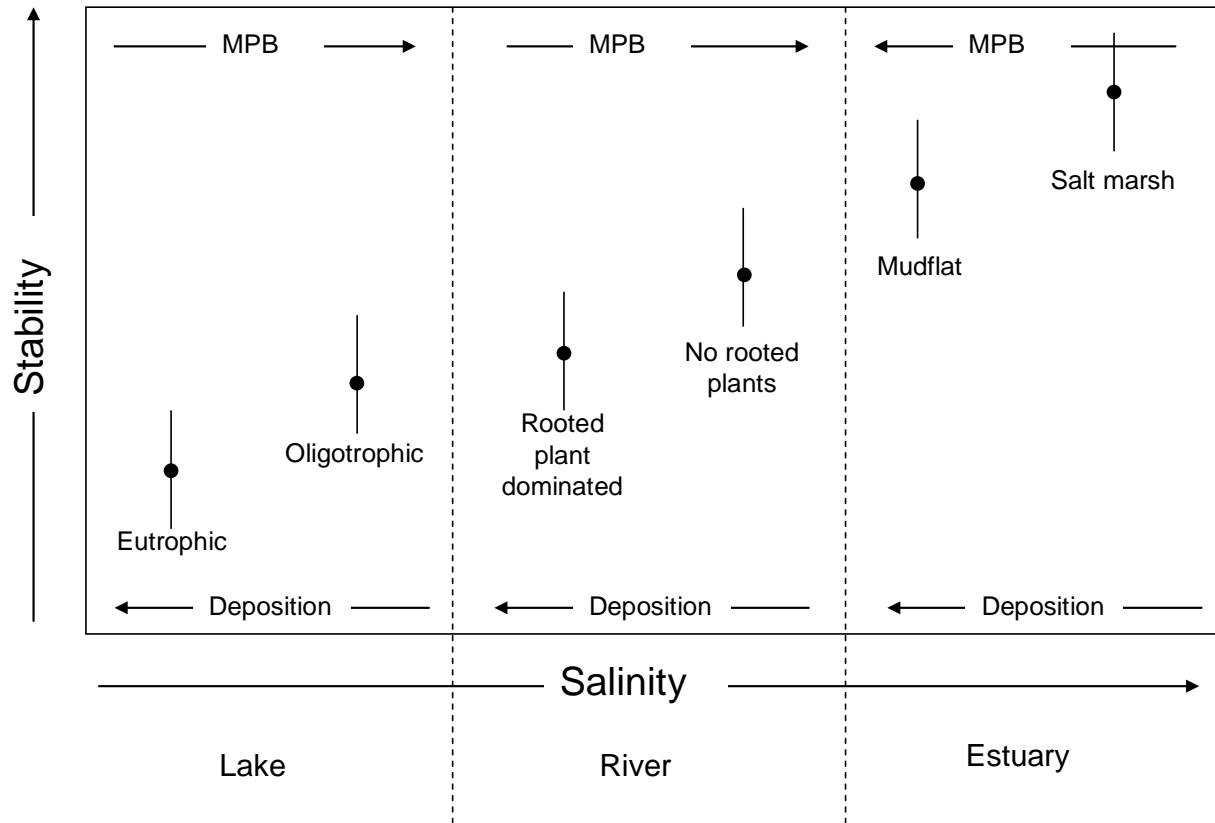 MPB
MPB
MPB
Stability
Salt marsh
Mudflat
No rooted
plants
Rooted
plant
dominated
Oligotrophic
Eutrophic
Deposition
Deposition
Deposition
Salinity
Lake
River
Estuary